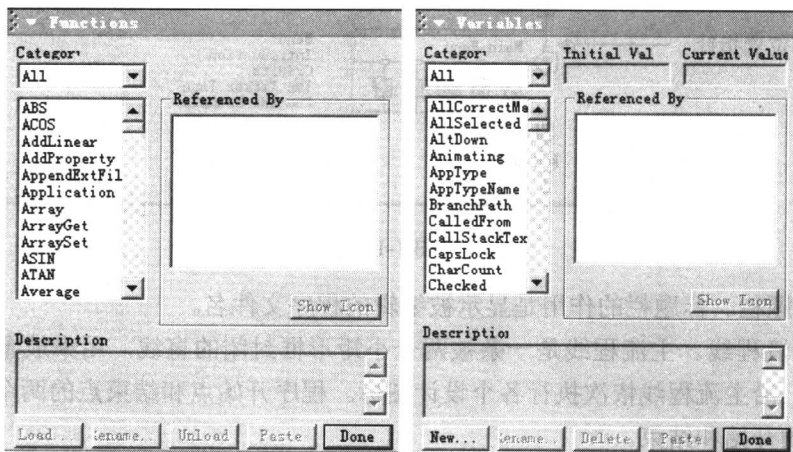 Functions
Categor
All
ABS
ACOS
AddLinear
AddProperty
AppendExtFil
Application
Array
ArrayGet
ArraySet
ASIN
ATAN
Average
Referenced By
Show Icon
Description
Load...
ename..
Unload
Paste
Done
Variables
Categor
Initial Val
Current Value
All
AllCorrectMa
AllSelected
AltDown
Animating
AppType
AppTypeName
BranchPath
CalledFrom
CallStackTex
CapsLock
CharCount
Checked
Referenced By
Show Icon
Descriptio
New...
ename..
Delete
Paste
Done